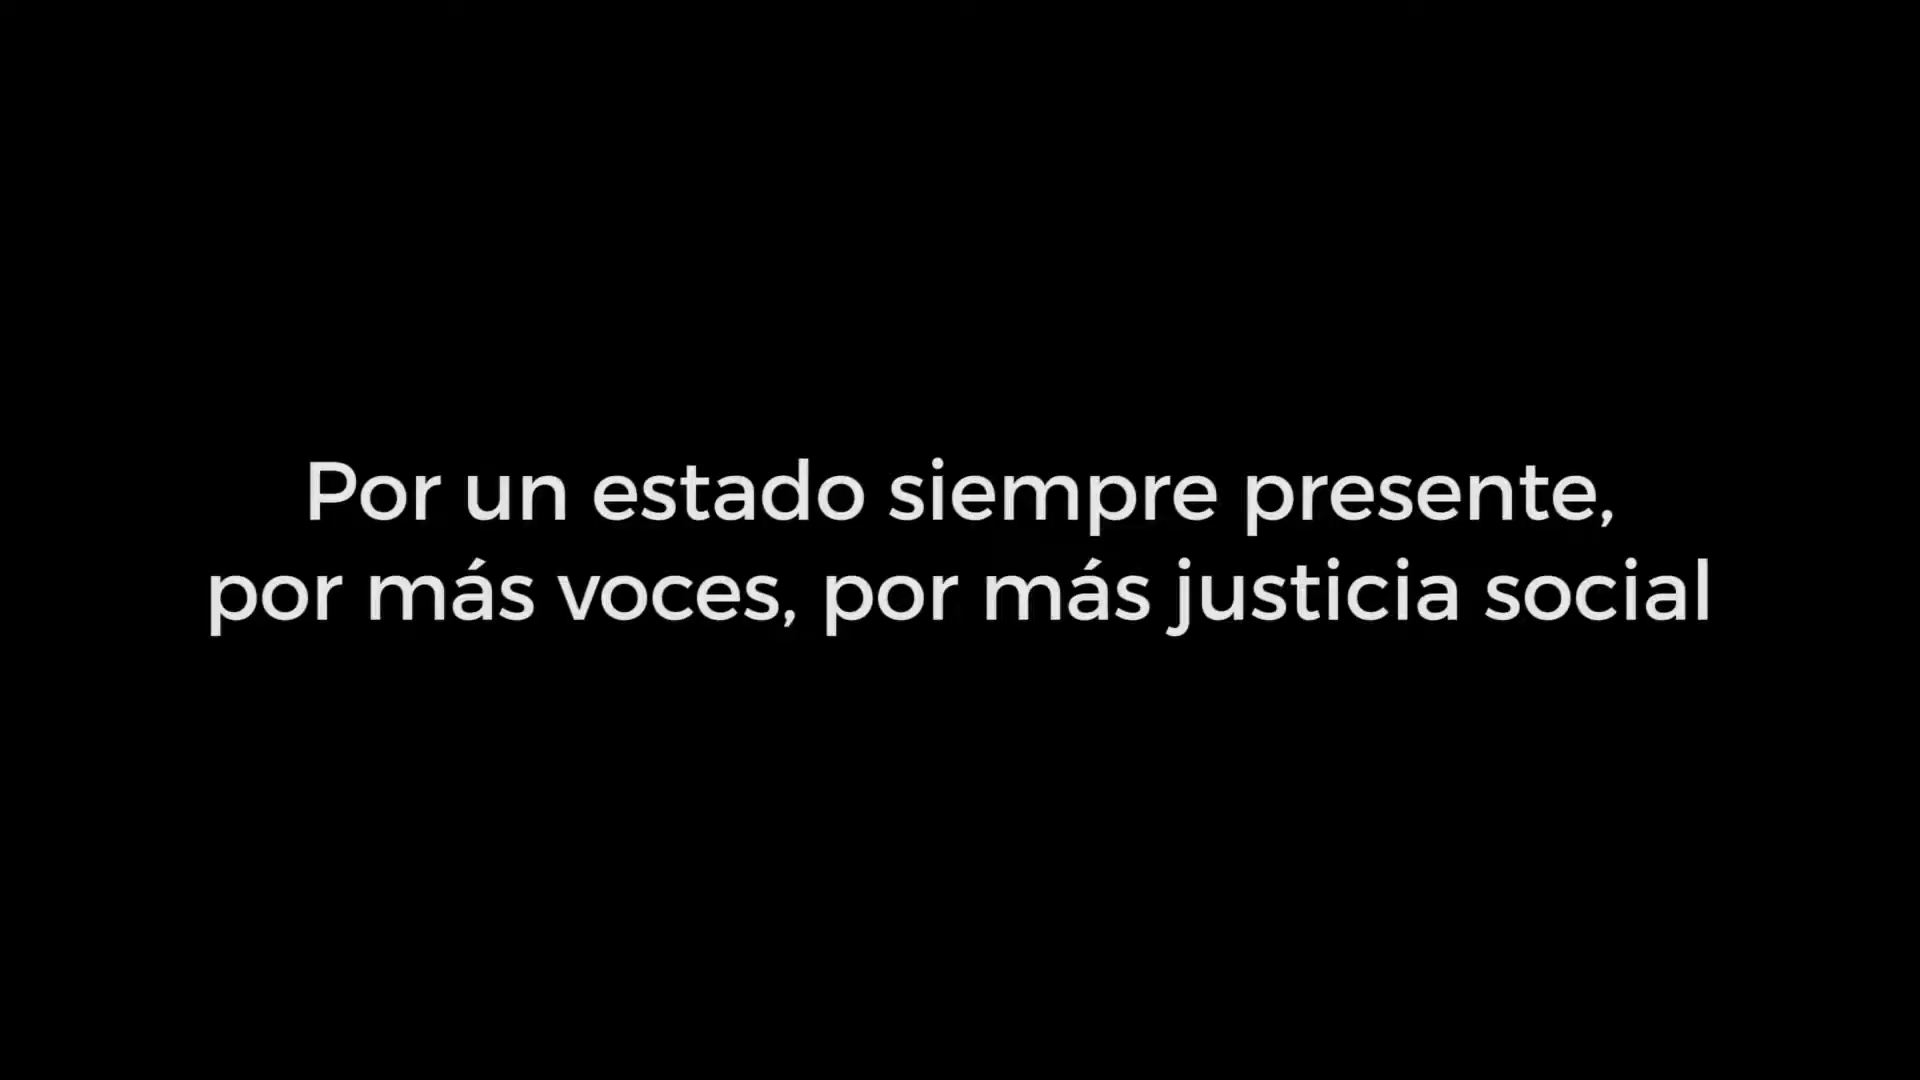 Por un estado siempre presente,
por más voces, por más justicia social